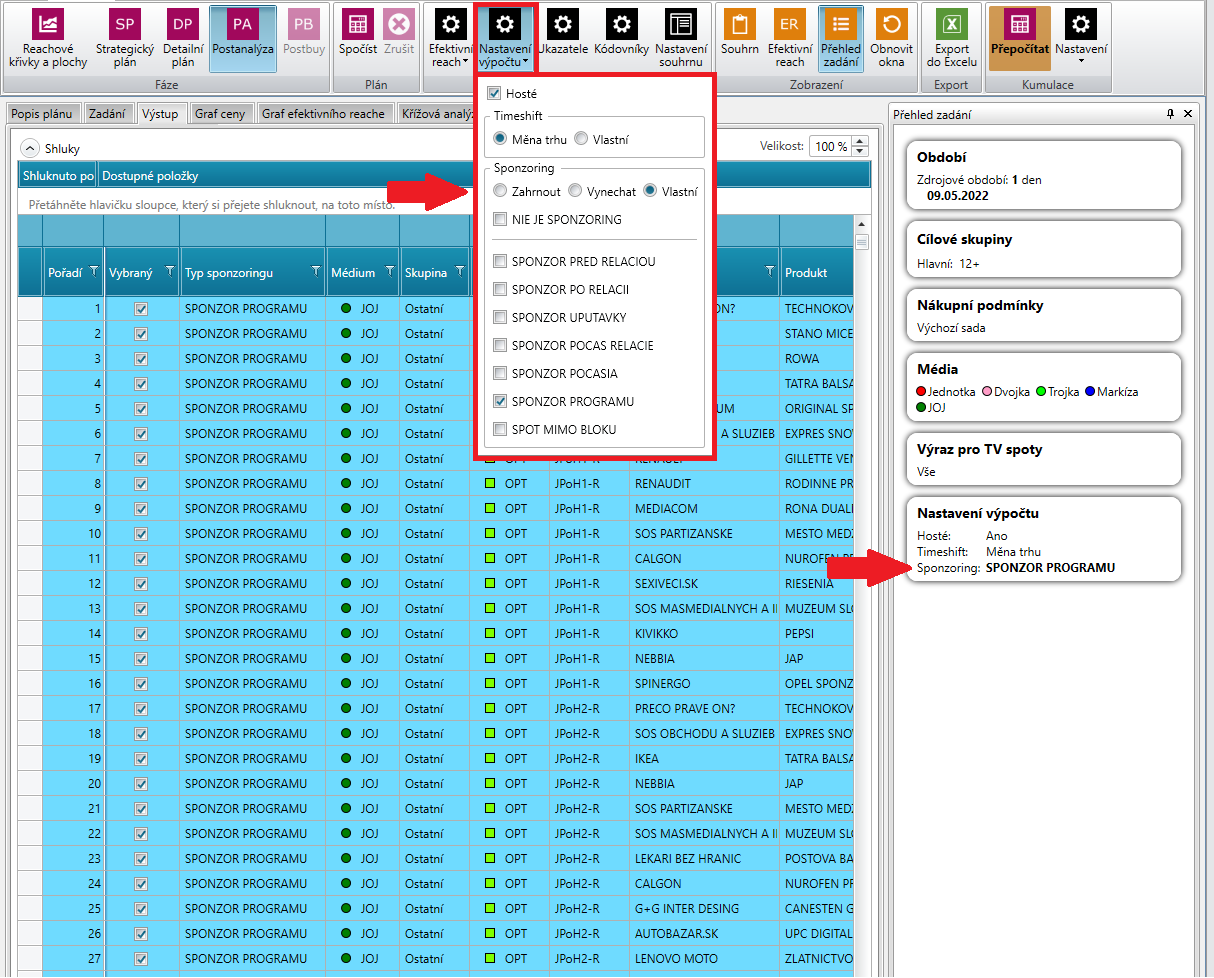 SP DP PA PB ER
Reachové křivky a plochy
Strategický plán
Detailní plán
Postanalýza
Postbuy
Spočíst
Zrušit
Efektivní reach
Nastavení výpočtu
Ukazatele
Kódovníky
Nastavení souhrnu
Souhrn
Efektivní reach
Přehled zadání
Obnovit okna
Export do Excelu
Přepočítat
Nastavení
Fáze Plán Zobrazení Export Kumulace
Popis plánu Zadání Výstup Graf ceny Graf efektivního reache
Shluky
Velikost: 100 %
Shluknuto po Dostupné položky
Přetáhněte hlavičku sloupce, který si přejete shluknout, na toto místo.
Pořadí Vybraný Typ sponzoringu Médium Skupina Produkt
1 SPONZOR PROGRAMU JOJ Ostatní ON? TECHNOKOV
2 SPONZOR PROGRAMU JOJ Ostatní STANO MICE
3 SPONZOR PROGRAMU JOJ Ostatní ROWA
4 SPONZOR PROGRAMU JOJ Ostatní TATRA BALSA
5 SPONZOR PROGRAMU JOJ Ostatní UM ORIGINAL SP
6 SPONZOR PROGRAMU JOJ Ostatní A SLUZIEB EXPRES SNO
7 SPONZOR PROGRAMU JOJ Ostatní GILLETTE VEN
8 SPONZOR PROGRAMU JOJ Ostatní OPT JPoH1-R RENAUDIT RODINNE PR
9 SPONZOR PROGRAMU JOJ Ostatní OPT JPoH1-R MEDIACOM RONA DUALI
10 SPONZOR PROGRAMU JOJ Ostatní OPT JPoH1-R SOS PARTIZANSKE MESTO MEDZ
11 SPONZOR PROGRAMU JOJ Ostatní OPT JPoH1-R CALGON NUROFEN
12 SPONZOR PROGRAMU JOJ Ostatní OPT JPoH1-R SEXIVECI.SK RIESENIA
13 SPONZOR PROGRAMU JOJ Ostatní OPT JPoH1-R SOS MASMEDIALNYCH A I MUZEUM SLO
14 SPONZOR PROGRAMU JOJ Ostatní OPT JPoH1-R KIVIKKO PEPSI
15 SPONZOR PROGRAMU JOJ Ostatní OPT JPoH1-R NEBBIA JAP
16 SPONZOR PROGRAMU JOJ Ostatní OPT JPoH1-R SPINERGO OPEL SPONZ
17 SPONZOR PROGRAMU JOJ Ostatní OPT JPoH2-R PRECO PRAVE ON? TECHNOKOV
18 SPONZOR PROGRAMU JOJ Ostatní OPT JPoH2-R SOS OBCHODU A SLUZIEB EXPRES SNO
19 SPONZOR PROGRAMU JOJ Ostatní OPT JPoH2-R IKEA TATRA BALSA
20 SPONZOR PROGRAMU JOJ Ostatní OPT JPoH2-R NEBBIA JAP
21 SPONZOR PROGRAMU JOJ Ostatní OPT JPoH2-R SOS PARTIZANSKE MESTO MEDZ
22 SPONZOR PROGRAMU JOJ Ostatní OPT JPoH2-R SOS MASMEDIALNYCH A I MUZEUM SLO
23 SPONZOR PROGRAMU JOJ Ostatní OPT JPoH2-R LEKARI BEZ HRANIC POSTOVA BA
24 SPONZOR PROGRAMU JOJ Ostatní OPT JPoH2-R CALGON NUROFEN PR
25 SPONZOR PROGRAMU JOJ Ostatní OPT JPoH2-R G+G INTER DESING CANESTEN G
26 SPONZOR PROGRAMU JOJ Ostatní OPT JPoH2-R AUTOBAZAR.SK UPC DIGITAL
27 SPONZOR PROGRAMU JOJ Ostatní OPT JPoH2-R LENOVO MOTO ZLATNICTVO
Hosté
Timeshift
Měna trhu Vlastní
Sponzoring
Zahrnout Vynechat Vlastní
NIE JE SPONZORING
SPONZOR PRED RELACIOU
SPONZOR PO RELACII
SPONZOR UPUTAVKY
SPONZOR POCAS RELACIE
SPONZOR POCASIA
SPONZOR PROGRAMU
SPOT MIMO BLOKU
Přehled zadání
Období
Zdrojové období: 1 den
09.05.2022
Cílové skupiny
Hlavní: 12+
Nákupní podmínky
Výchozí sada
Média
Jednotka Dvojka Trojka Markíza
JOJ
Výraz pro TV spoty
Vše
Nastavení výpočtu
Hosté: Ano
Timeshift: Měna trhu
Sponzoring: SPONZOR PROGRAMU